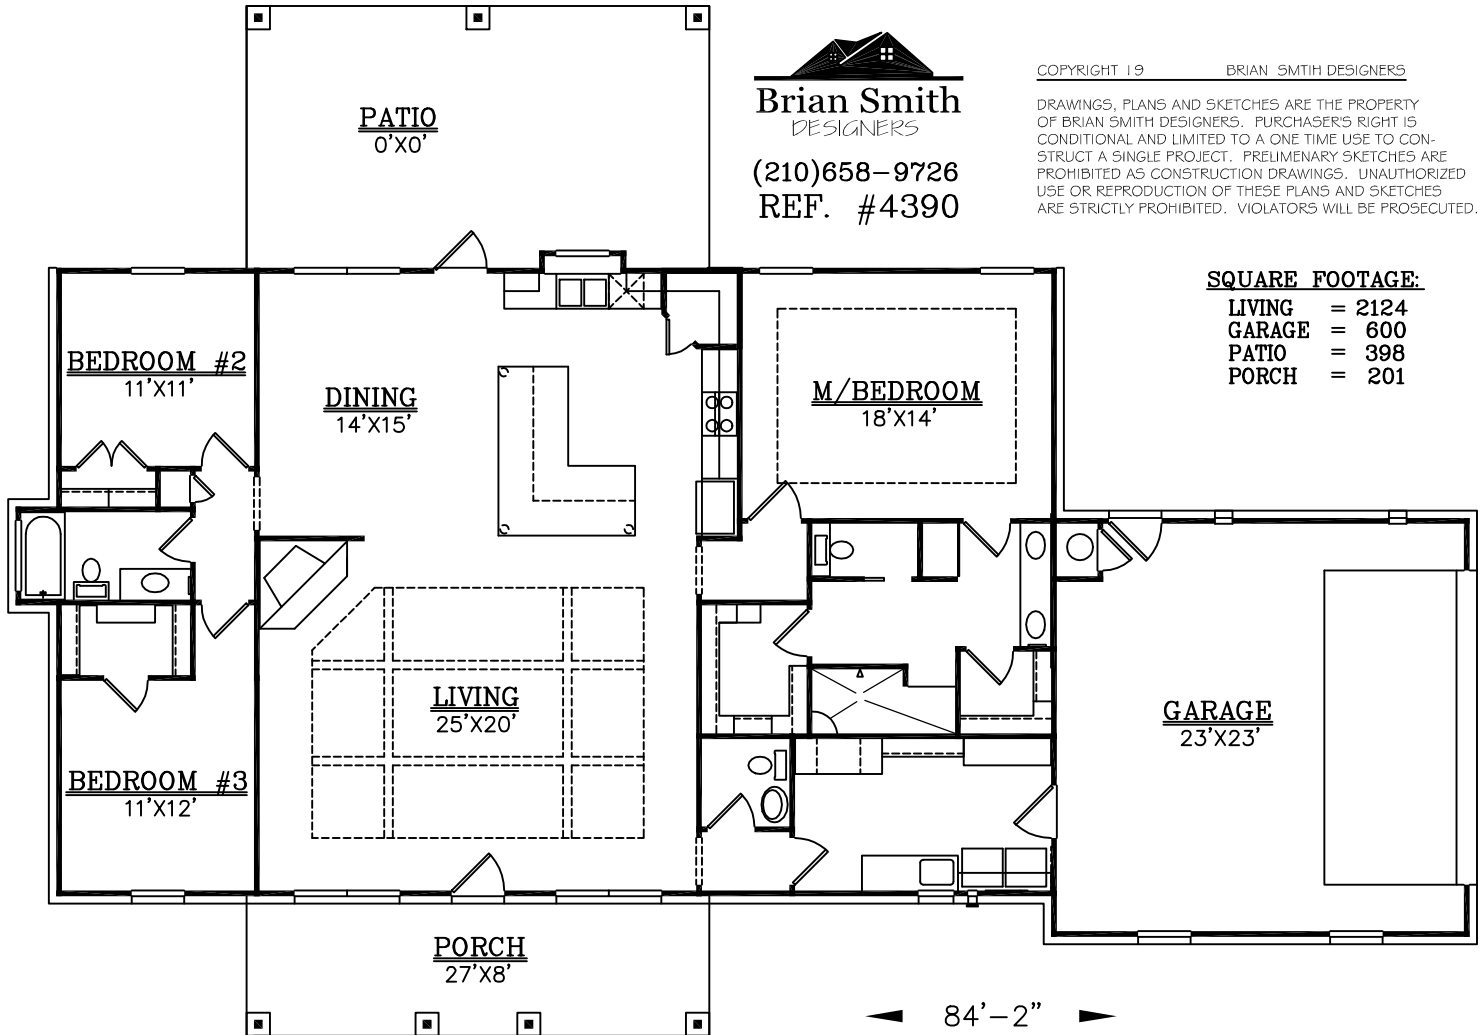 Brian Smith
DESIGNERS
(210)658-9726
REF. #4390
COPYRIGHT 19 BRIAN SMTIH DESIGNERS
DRAWINGS, PLANS AND SKETCHES ARE THE PROPERTY
OF BRIAN SMITH DESIGNERS. PURCHASER'S RIGHT IS
CONDITIONAL AND LIMITED TO A ONE TIME USE TO CON-
STRUCT A SINGLE PROJECT. PRELIMENARY SKETCHES ARE
PROHIBITED AS CONSTRUCTION DRAWINGS. UNAUTHORIZED
USE OR REPRODUCTION OF THESE PLANS AND SKETCHES
ARE STRICTLY PROHIBITED. VIOLATORS WILL BE PROSECUTED.
SQUARE FOOTAGE:
LIVING = 2124
GARAGE = 600
PATIO = 398
PORCH = 201
PATIO
0'X0'
BEDROOM #2
11'X11'
DINING
14'X15'
M/BEDROOM
18'X14'
LIVING
25'X20'
GARAGE
23'X23'
BEDROOM #3
11'X12'
PORCH
27'X8'
84'-2"